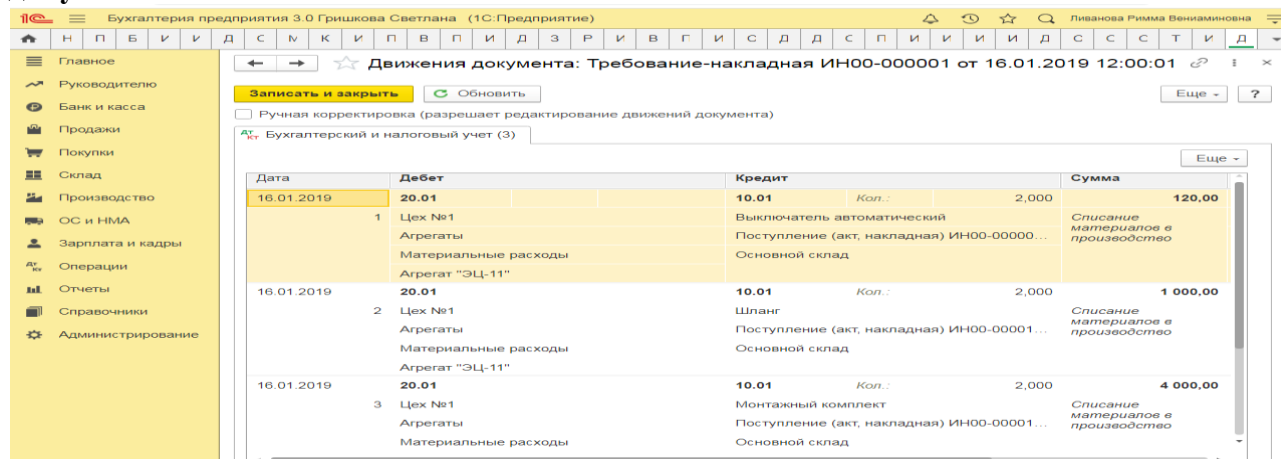 1С Бухгалтерия предприятия 3.0 Гришкова Светлана (1С:Предприятие) Ливанова Римма Вениаминовна
Н П Б И И Д С К И П В П И Д З Р И В Г И С Д Д С П И И И И Д С С С Т И Д
Главное
Руководителю
Банк и касса
Продажи
Покупки
Склад
Производство
ОС и НМА
Зарплата и кадры
Операции
Отчеты
Справочники
Администрирование
Движения документа: Требование-накладная ИН00-000001 от 16.01.2019 12:00:01
Записать и закрыть Обновить Еще ?
Ручная корректировка (разрешает редактирование движений документа)
Дт Кт Бухгалтерский и налоговый учет (3)
Еще
Дата Дебет Кредит Сумма
16.01.2019 20.01 10.01 Кол.: 2,000 120,00
1 Цех №1 Выключатель автоматический Списание
Агрегаты Поступление (акт, накладная) ИН00-00000... материалов в
Материальные расходы Основной склад производство
Агрегат "ЭЦ-11"
16.01.2019 20.01 10.01 Кол.: 2,000 1 000,00
2 Цех №1 Шланг Списание
Агрегаты Поступление (акт, накладная) ИН00-00001... материалов в
Материальные расходы Основной склад производство
Агрегат "ЭЦ-11"
16.01.2019 20.01 10.01 Кол.: 2,000 4 000,00
3 Цех №1 Монтажный комплект Списание
Агрегаты Поступление (акт, накладная) ИН00-00001... материалов в
Материальные расходы Основной склад производство